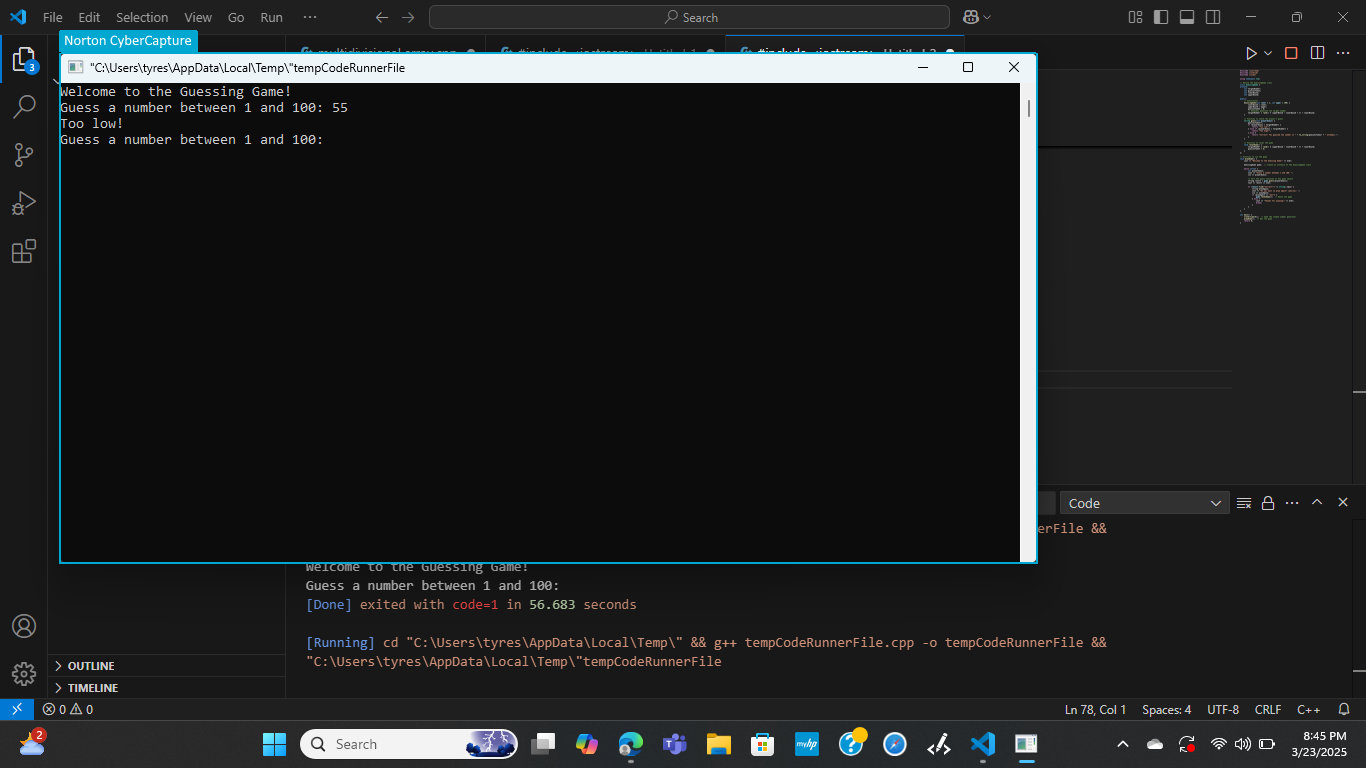 File Edit Selection View Go Run ···
Search
Norton CyberCapture
"C:\Users\tyres\AppData\Local\Temp\"tempCodeRunnerFile
Welcome to the Guessing Game!
Guess a number between 1 and 100: 55
Too low!
Guess a number between 1 and 100:
3
Code
nerFile &&
Welcome to the Guessing Game!
Guess a number between 1 and 100:
[Done] exited with code=1 in 56.683 seconds
[Running] cd "C:\Users\tyres\AppData\Local\Temp\" && g++ tempCodeRunnerFile.cpp -o tempCodeRunnerFile &&
"C:\Users\tyres\AppData\Local\Temp\"tempCodeRunnerFile
OUTLINE
TIMELINE
0 0
Ln 78, Col 1 Spaces: 4 UTF-8 CRLF C++
2
Search
myhp
8:45 PM
3/23/2025